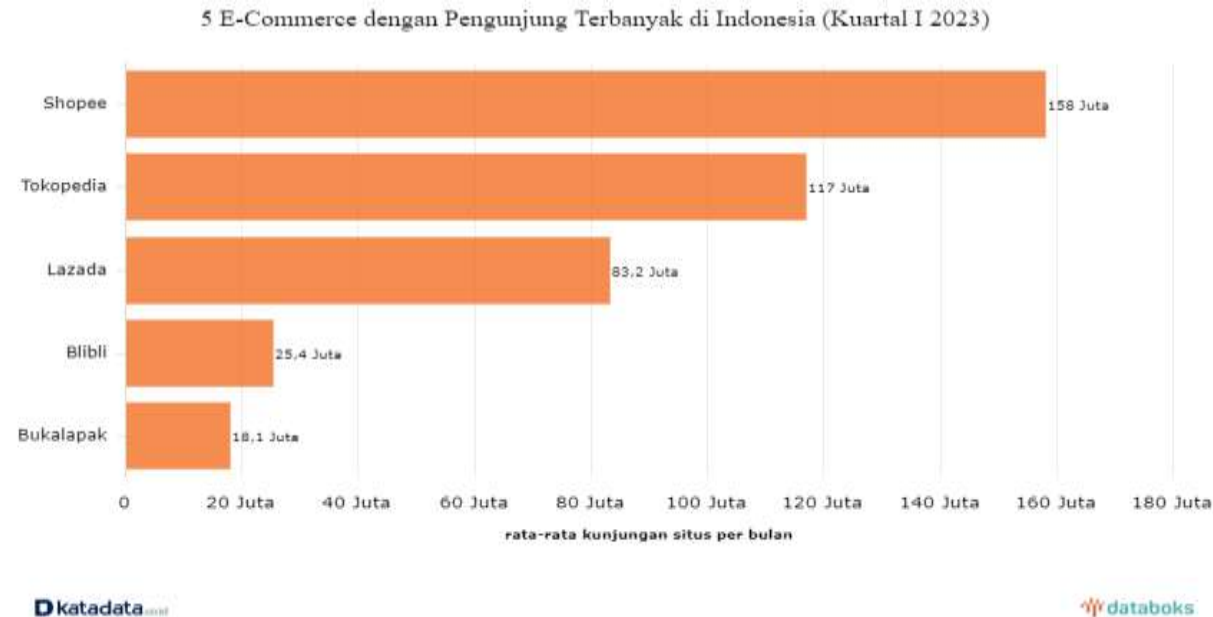 5 E-Commerce dengan Pengunjung Terbanyak di Indonesia (Kuartal I 2023)
Shopee
158 Juta
Tokopedia
117 Juta
Lazada
83,2 Juta
Blibli
25,4 Juta
Bukalapak
18,1 Juta
0 20 Juta 40 Juta 60 Juta 80 Juta 100 Juta 120 Juta 140 Juta 160 Juta 180 Juta
rata-rata kunjungan situs per bulan
katadata
databoks